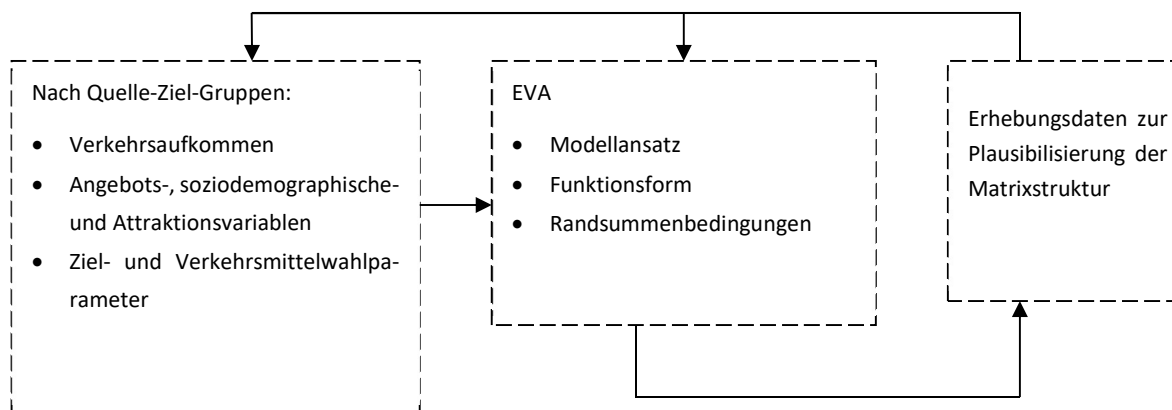 Nach Quelle-Ziel-Gruppen:
• Verkehrsaufkommen
• Angebots-, soziodemographische-
und Attraktionsvariablen
• Ziel- und Verkehrsmittelwahlpa-
rameter
EVA
• Modellansatz
• Funktionsform
• Randsummenbedingungen
Erhebungsdaten zur
Plausibilisierung der
Matrixstruktur